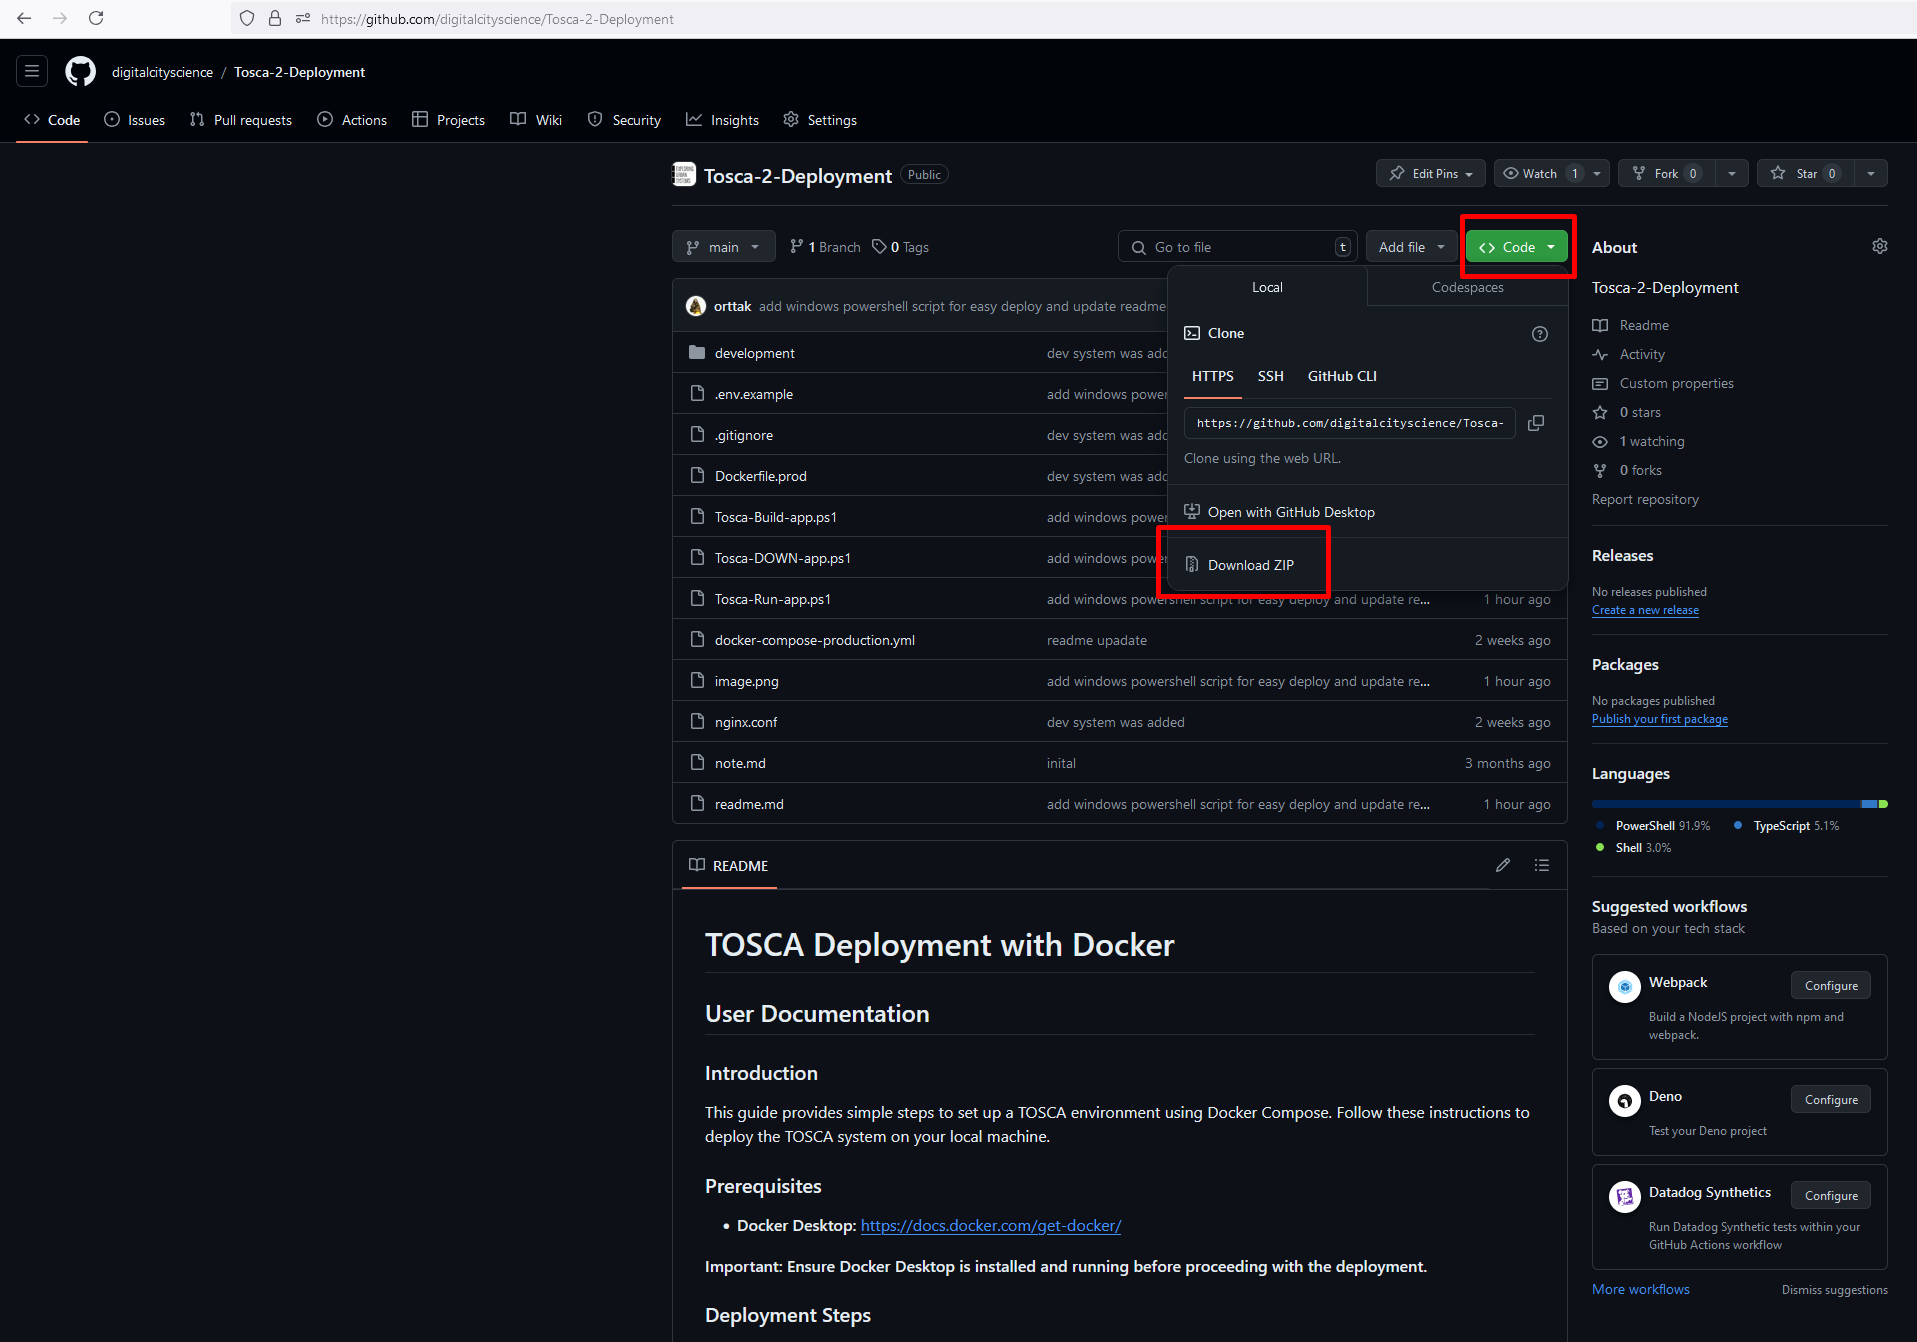 https://github.com/digitalcityscience/Tosca-2-Deployment
digitalcityscience / Tosca-2-Deployment
Code Issues Pull requests Actions Projects Wiki Security Insights Settings
Tosca-2-Deployment Public
Edit Pins Watch 1 Fork 0 Star 0
main 1 Branch 0 Tags
Go to file t Add file Code
Local Codespaces
Clone
HTTPS SSH GitHub CLI
https://github.com/digitalcityscience/Tosca-
Clone using the web URL.
Open with GitHub Desktop
Download ZIP
orttak add windows powershell script for easy deploy and update readme
development dev system was add
.env.example add windows power
.gitignore dev system was add
Dockerfile.prod dev system was add
Tosca-Build-app.ps1 add windows power
Tosca-DOWN-app.ps1 add windows power
Tosca-Run-app.ps1 add windows powershell script for easy deploy and update re... 1 hour ago
docker-compose-production.yml readme upadate 2 weeks ago
image.png add windows powershell script for easy deploy and update re... 1 hour ago
nginx.conf dev system was added 2 weeks ago
note.md inital 3 months ago
readme.md add windows powershell script for easy deploy and update re... 1 hour ago
README
TOSCA Deployment with Docker
User Documentation
Introduction
This guide provides simple steps to set up a TOSCA environment using Docker Compose. Follow these instructions to
deploy the TOSCA system on your local machine.
Prerequisites
• Docker Desktop: https://docs.docker.com/get-docker/
Important: Ensure Docker Desktop is installed and running before proceeding with the deployment.
Deployment Steps
About
Tosca-2-Deployment
Readme
Activity
Custom properties
0 stars
1 watching
0 forks
Report repository
Releases
No releases published
Create a new release
Packages
No packages published
Publish your first package
Languages
PowerShell 91.9% TypeScript 5.1%
Shell 3.0%
Suggested workflows
Based on your tech stack
Webpack Configure
Build a NodeJS project with npm and
webpack.
Deno Configure
Test your Deno project
Datadog Synthetics Configure
Run Datadog Synthetic tests within your
GitHub Actions workflow
More workflows Dismiss suggestions